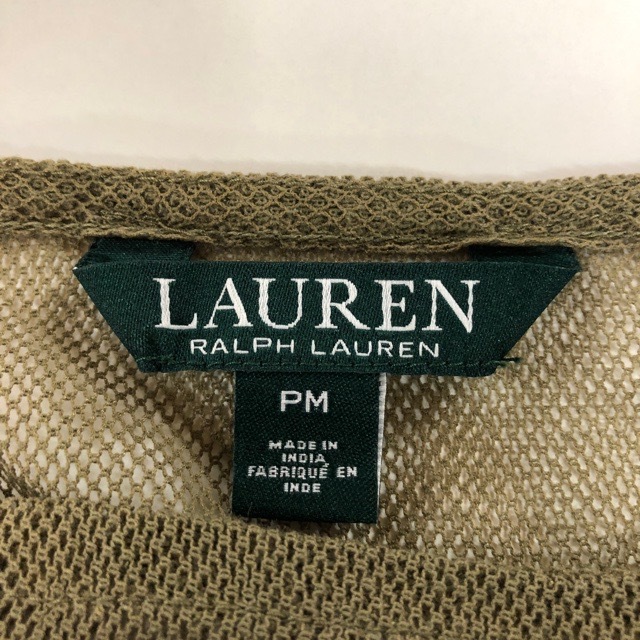 LAUREN
RALPH LAUREN
PM
MADE IN
INDIA
FABRIQUÉ EN
INDE